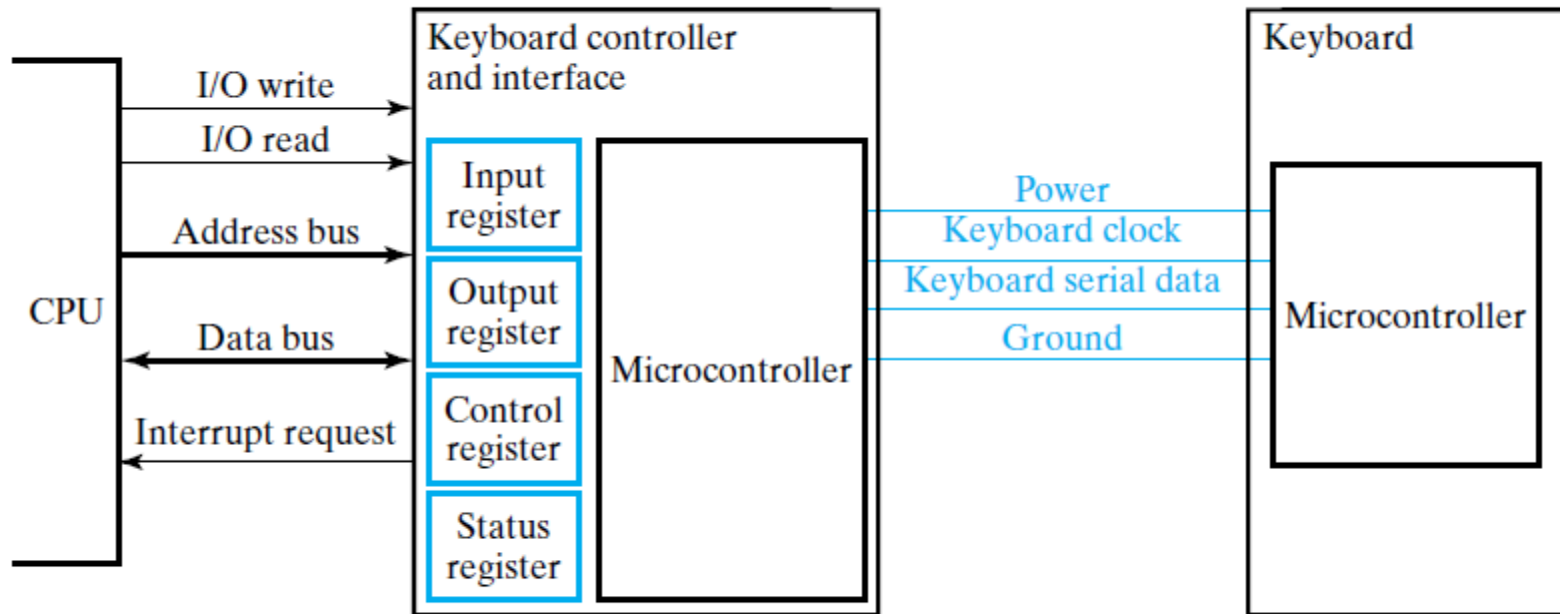 Keyboard controller
and interface
Keyboard
I/O write
I/O read
Address bus
CPU
Data bus
Interrupt request
Input
register
Output
register
Control
register
Status
register
Microcontroller
Power
Keyboard clock
Keyboard serial data
Ground
Microcontroller